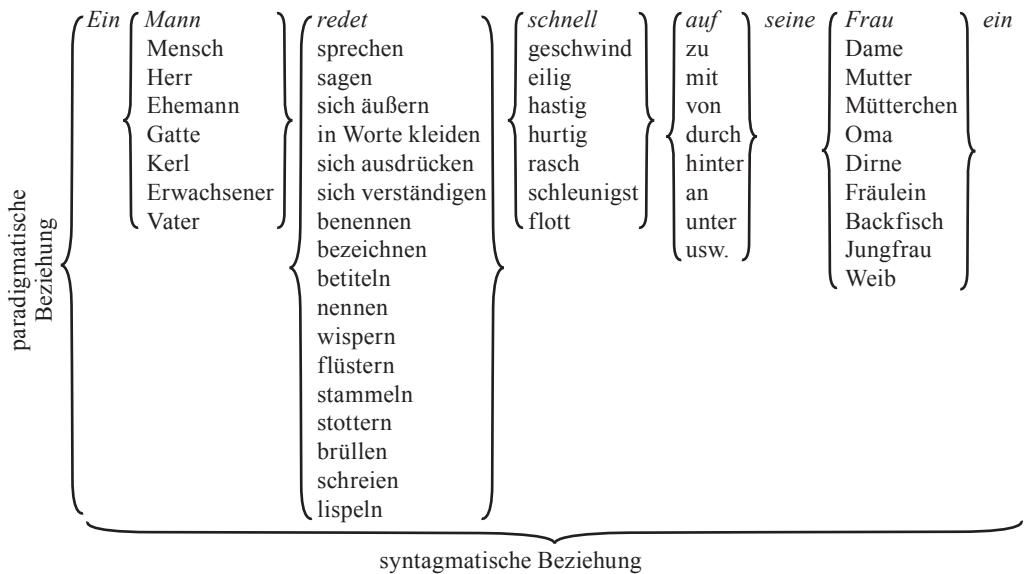 Ein Mann redet schnell auf seine Frau ein
Mensch sprechen geschwind zu Dame
Herr sagen eilig mit Mutter
Ehemann sich äußern hastig von Mütterchen
Gatte in Worte kleiden hurtig durch Oma
Kerl sich ausdrücken rasch hinter Dirne
Erwachsener sich verständigen schleunigst an Fräulein
Vater benennen flott unter Backfisch
bezeichnen usw. Jungfrau
betiteln Weib
nennen
wispern
flüstern
stammeln
stottern
brüllen
schreien
lispeln
paradigmatische
Beziehung
syntagmatische Beziehung